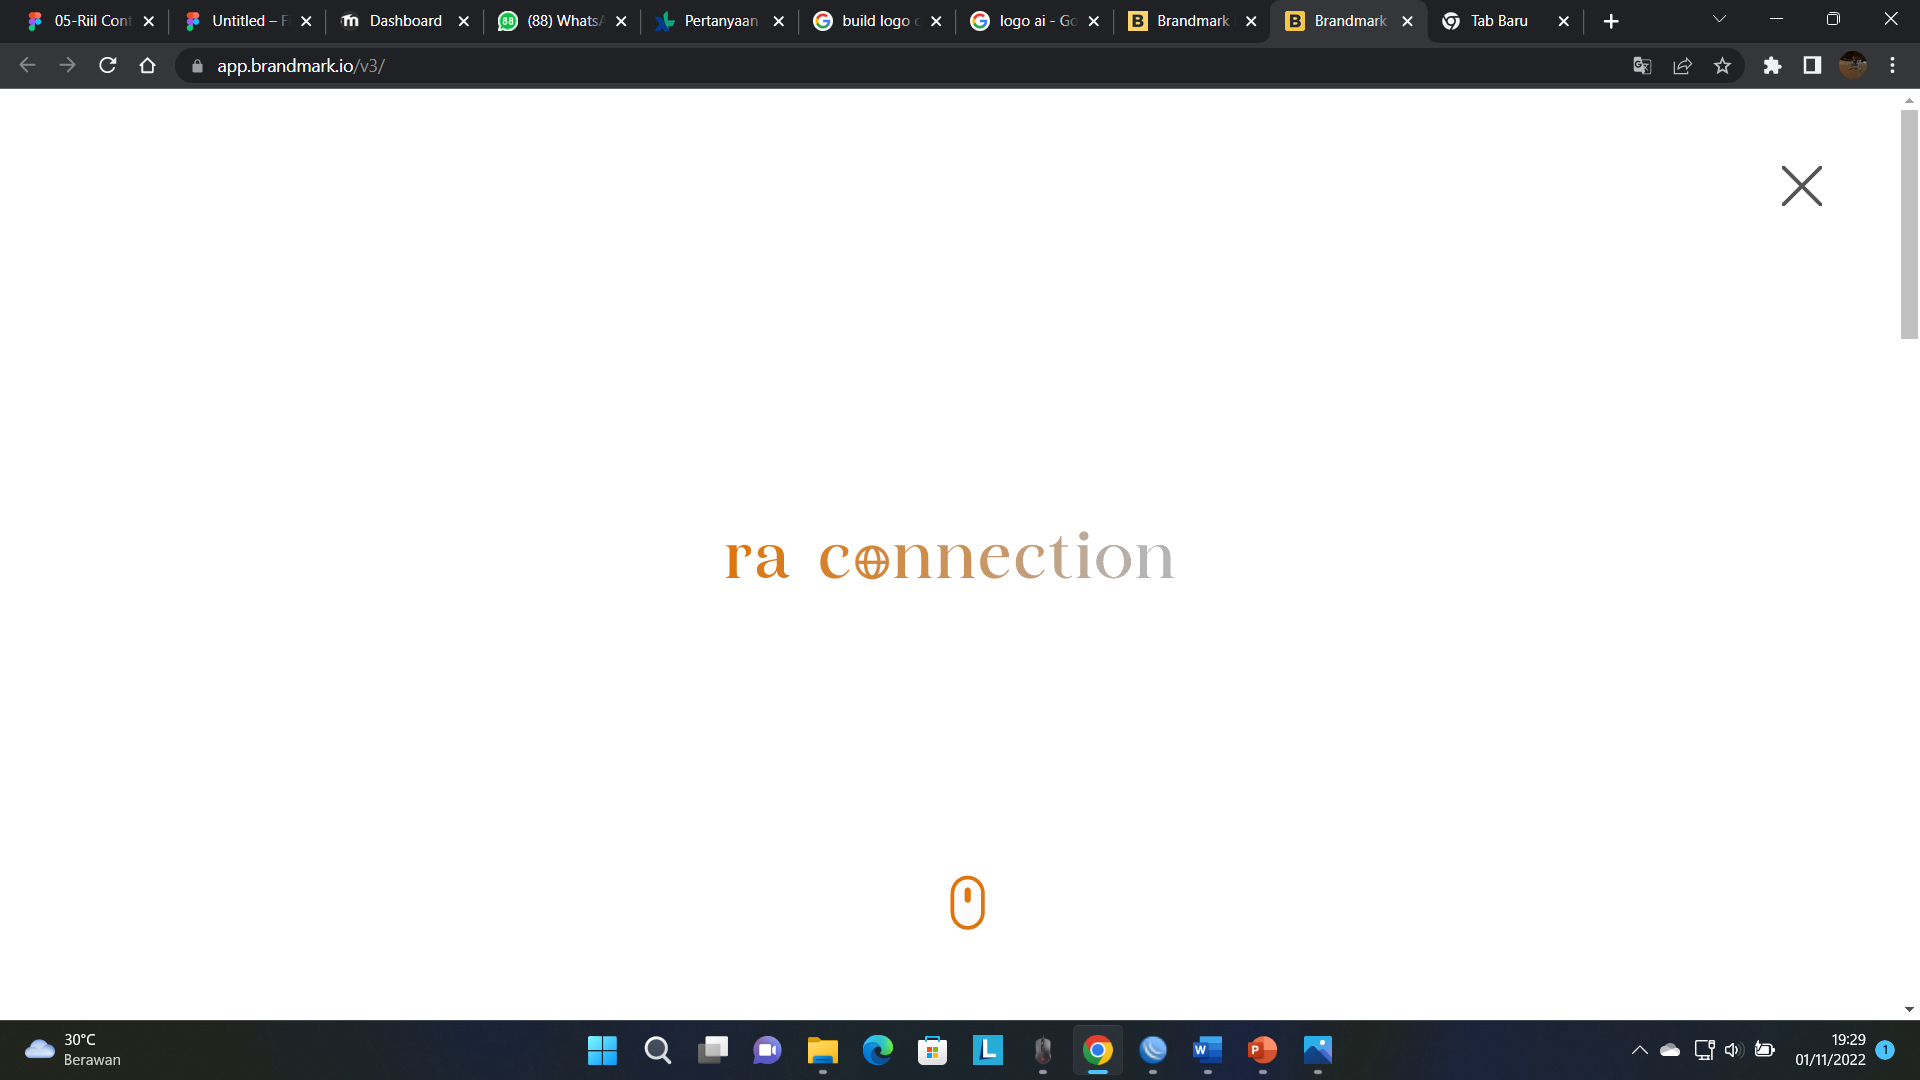 05-Riil Cont
Untitled – F
Dashboard
(88) WhatsA
Pertanyaan
build logo c
logo ai - Go
Brandmark
Brandmark
Tab Baru
app.brandmark.io/v3/
ra connection
30°C
Berawan
19:29
01/11/2022
1